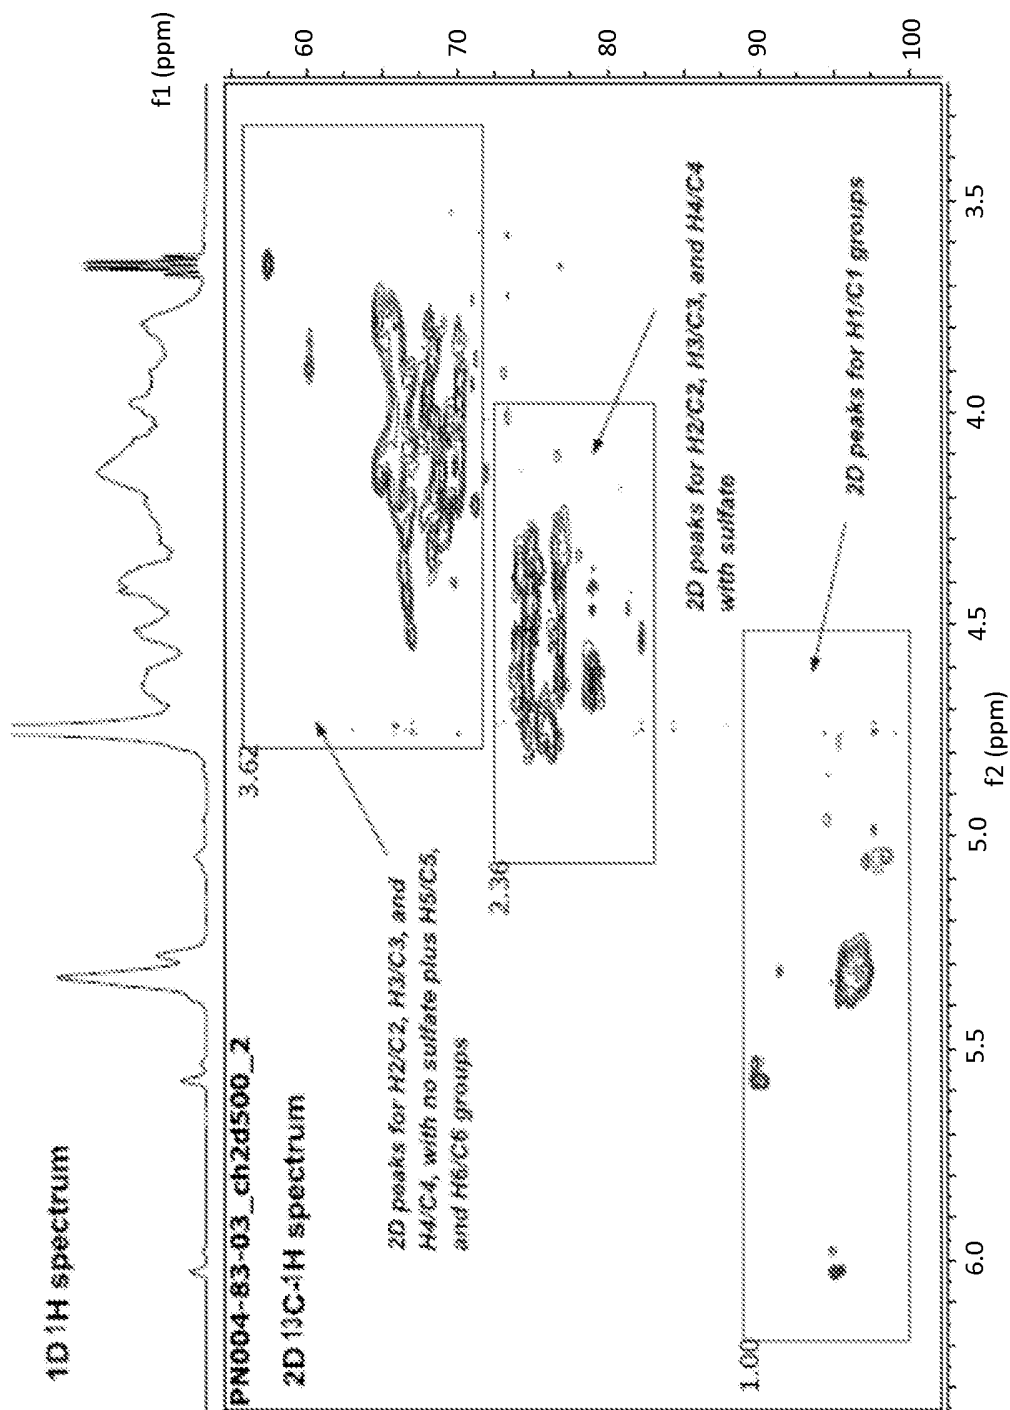 1D ¹H spectrum
PN004-83-03_ch2d500_2
2D ¹³C-¹H spectrum
f1 (ppm)
60
70
80
90
100
3.62
2D peaks for H2/C2, H3/C3, and
H4/C4, with no sulfate plus H5/C5,
and H6/C6 groups
2.36
2D peaks for H2/C2, H3/C3, and H4/C4
with sulfate
1.00
2D peaks for H1/C1 groups
6.0
5.5
5.0
4.5
4.0
3.5
f2 (ppm)